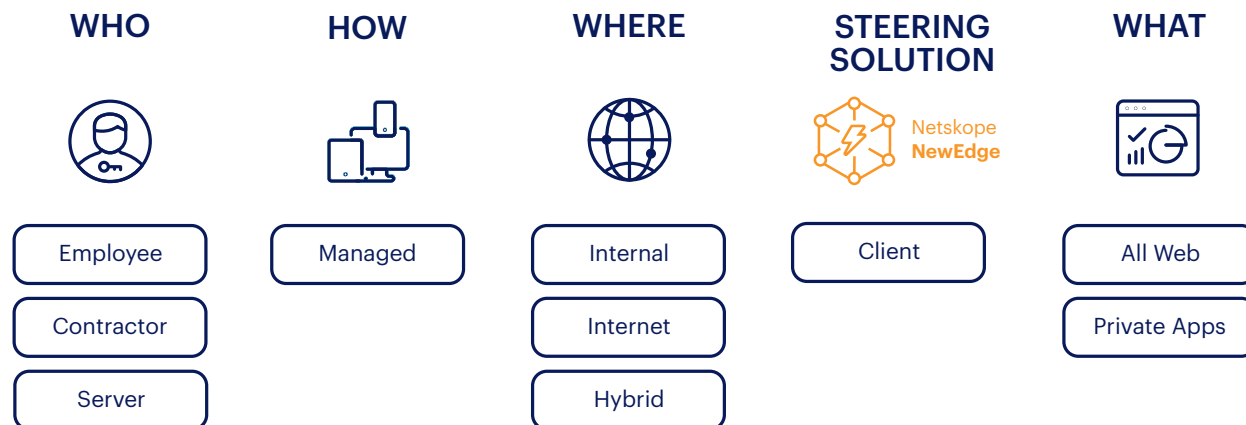 WHO
HOW
WHERE
STEERING
SOLUTION
WHAT
Netskope
NewEdge
Employee
Managed
Internal
Client
All Web
Contractor
Internet
Private Apps
Server
Hybrid